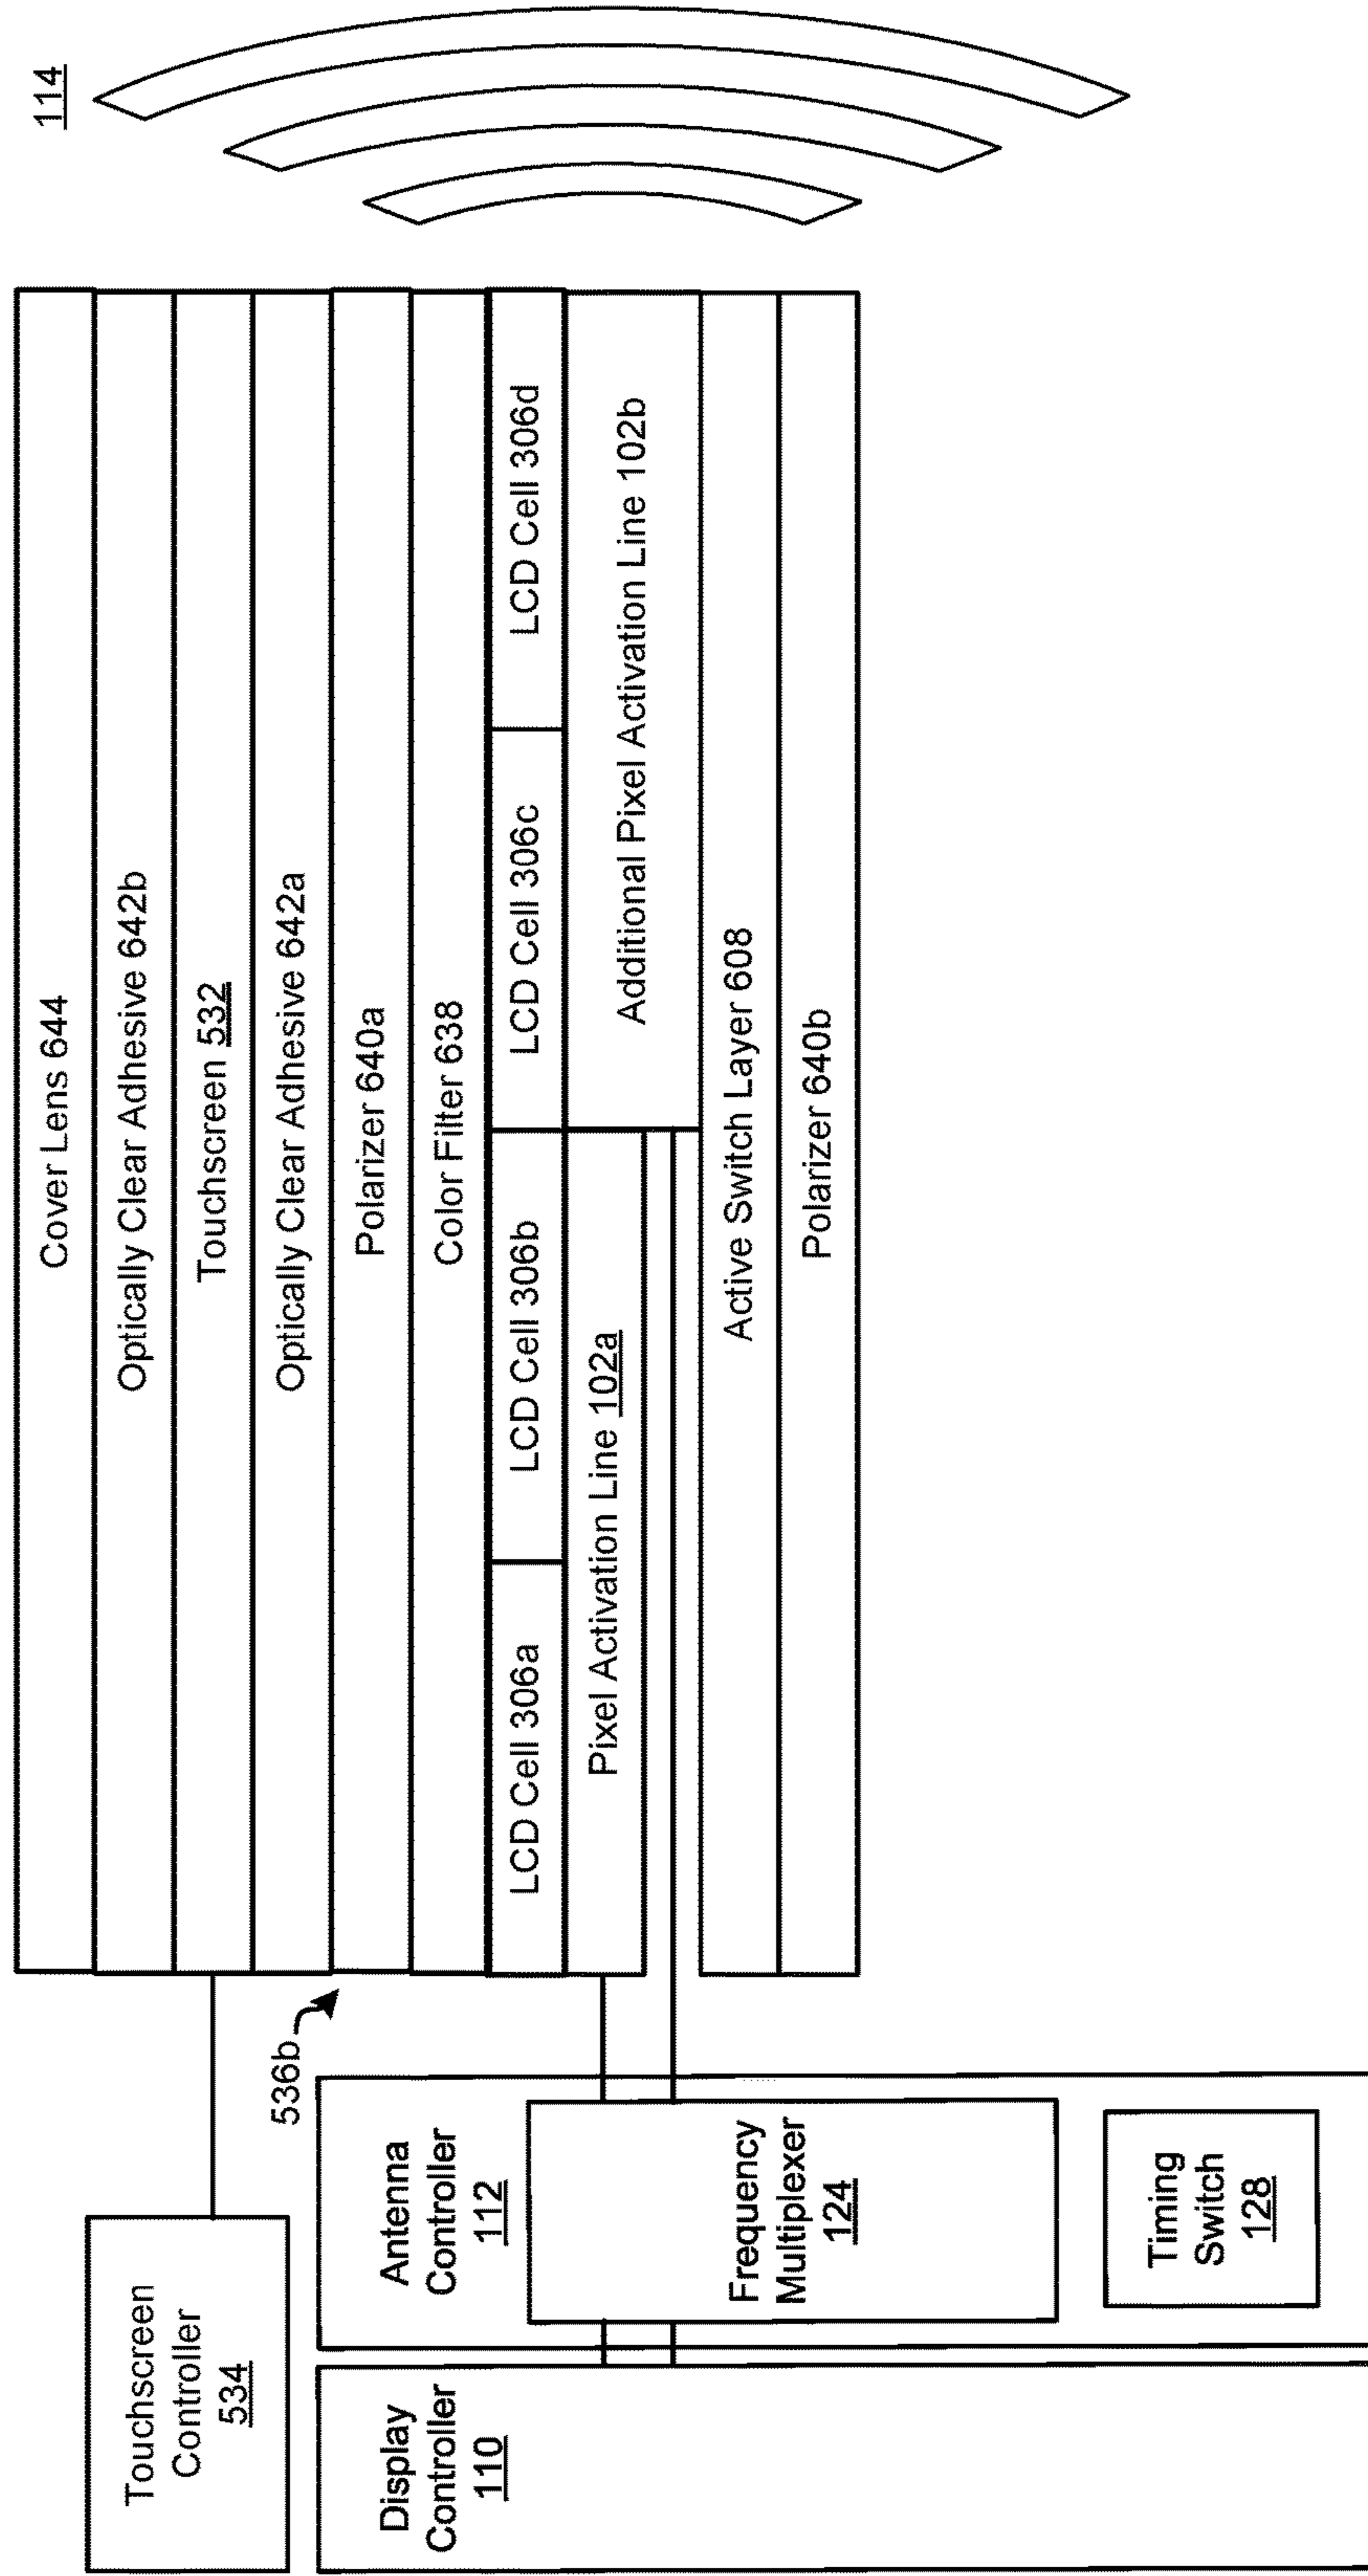 114
Cover Lens 644
Optically Clear Adhesive 642b
Touchscreen 532
Optically Clear Adhesive 642a
Polarizer 640a
Color Filter 638
LCD Cell 306a
LCD Cell 306b
LCD Cell 306c
LCD Cell 306d
Pixel Activation Line 102a
Additional Pixel Activation Line 102b
Active Switch Layer 608
Polarizer 640b
536b
Touchscreen
Controller
534
Display
Controller
110
Antenna
Controller
112
Frequency
Multiplexer
124
Timing
Switch
128